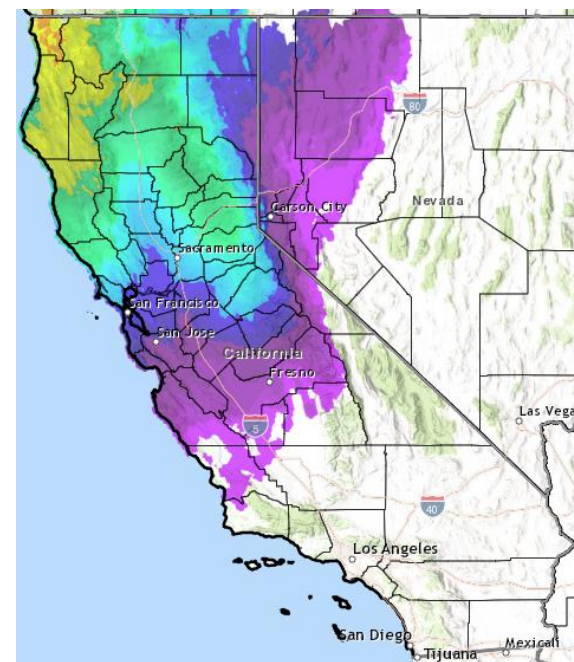 80
Nevada
Carson City
Sacramento
San Francisco
San Jose
California
Fresno
Las Vega
5
40
Los Angeles
San Diego
Tijuana
Mexicali